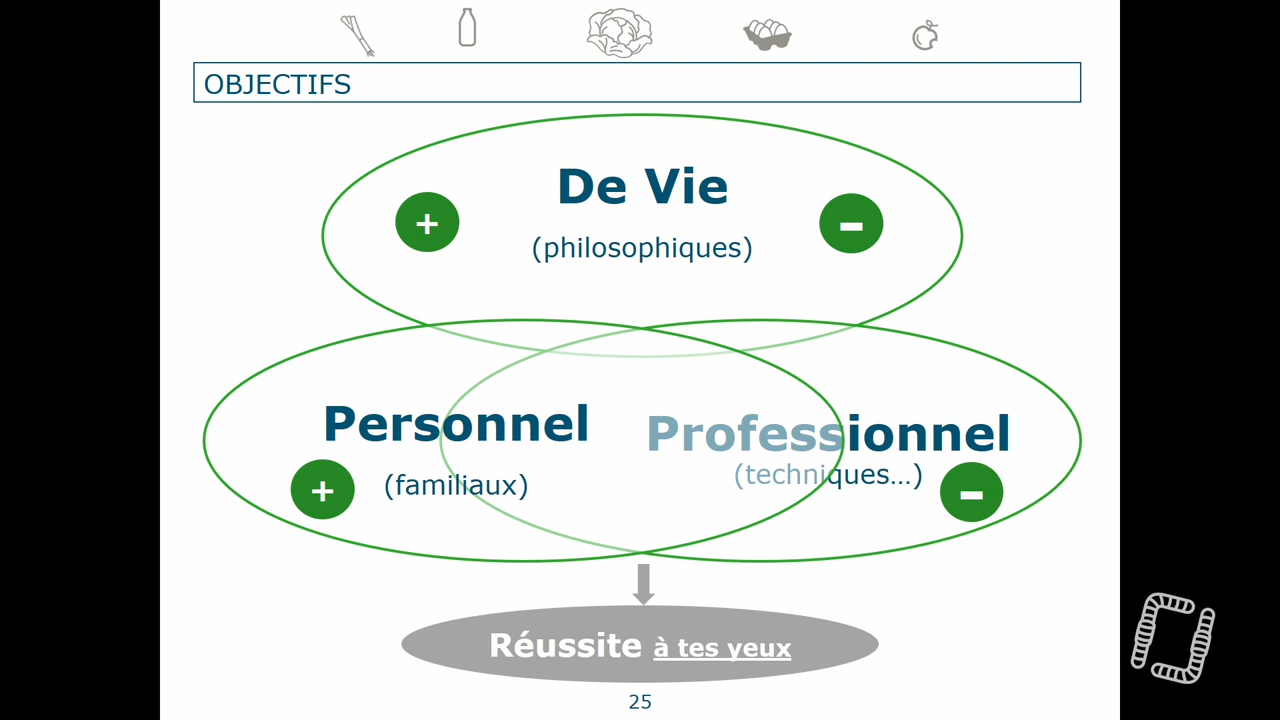 OBJECTIFS
De Vie
+
-
(philosophiques)
Personnel
Professionnel
(techniques...)
+
(familiaux)
-
Réussite à tes yeux
25